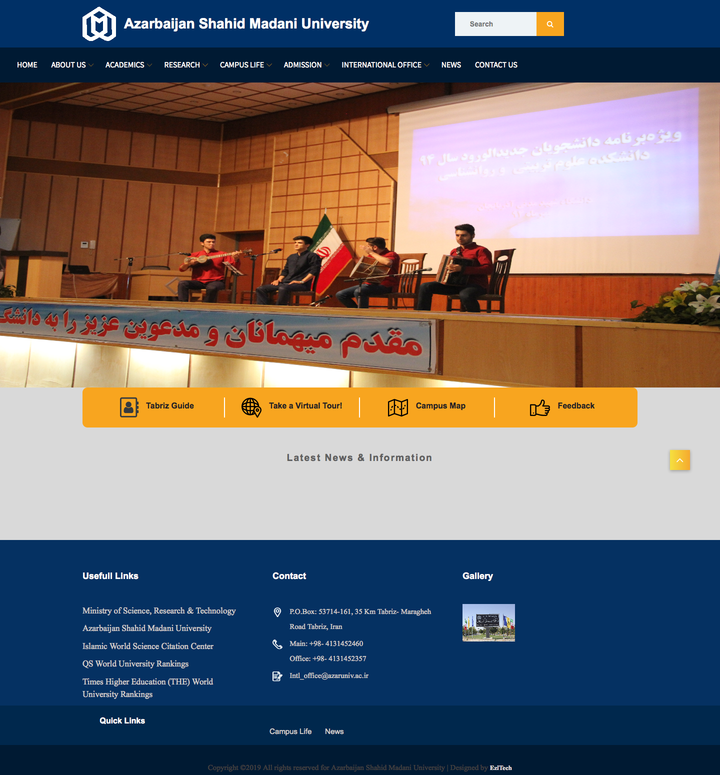 Azarbaijan Shahid Madani University
Search
HOME ABOUT US ACADEMICS RESEARCH CAMPUS LIFE ADMISSION INTERNATIONAL OFFICE NEWS CONTACT US
ویژه‌برنامه دانشجویان جدیدالورود سال ۹۴
دانشکده علوم تربیتی و روانشناسی
مقدم میهمانان و مدعوین عزیز را به
Tabriz Guide Take a Virtual Tour! Campus Map Feedback
Latest News & Information
Usefull Links
Ministry of Science, Research & Technology
Azarbaijan Shahid Madani University
Islamic World Science Citation Center
QS World University Rankings
Times Higher Education (THE) World
University Rankings
Contact
P.O.Box: 53714-161, 35 Km Tabriz- Maragheh
Road Tabriz, Iran
Main: +98- 4131452460
Office: +98- 4131452357
Intl_office@azaruniv.ac.ir
Gallery
Quick Links
Campus Life News
Copyright ©2019 All rights reserved for Azarbaijan Shahid Madani University | Designed by EziTech